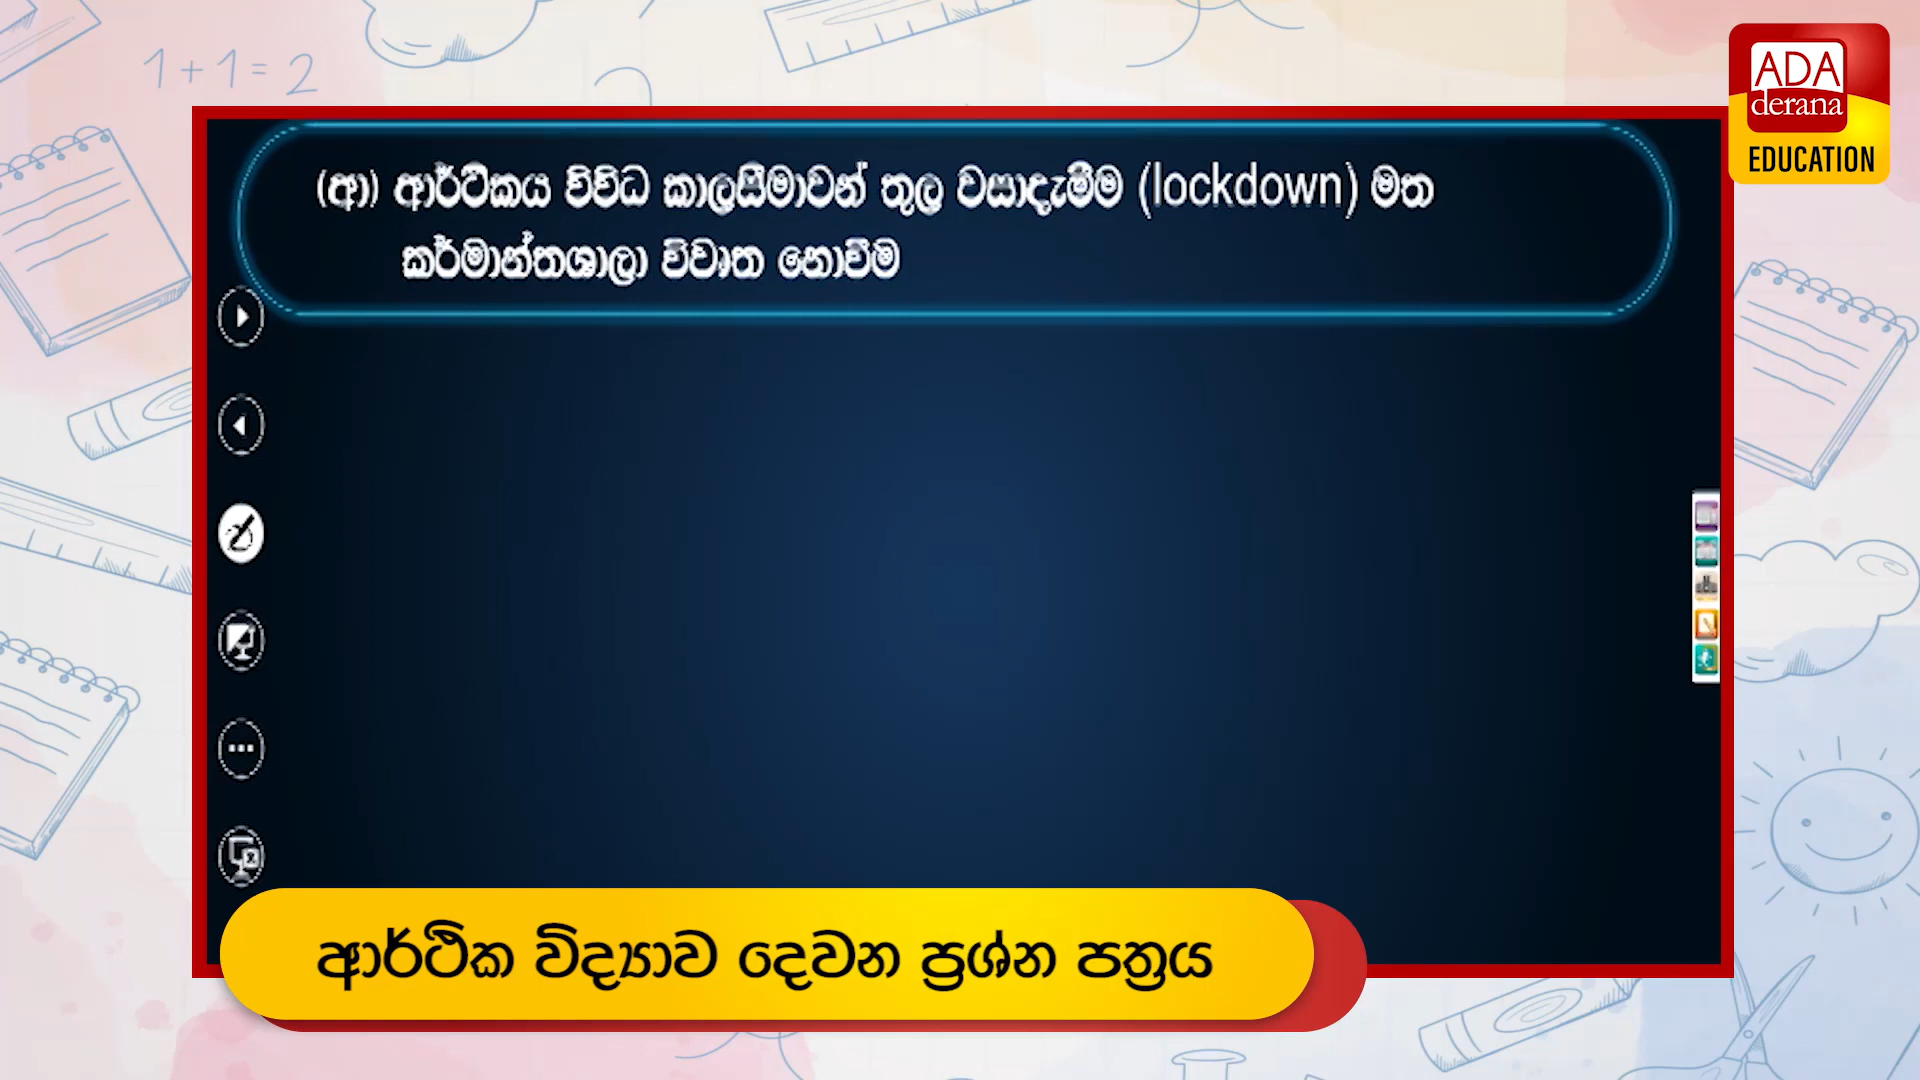 1+1=2
ADA
derana
EDUCATION
(ආ) ආර්ථිකය විවිධ කාලසීමාවන් තුල වසාදැමීම (lockdown) මත
කර්මාන්තශාලා විවෘත නොවීම
ආර්ථික විද්‍යාව දෙවන ප්‍රශ්න පත්‍රය